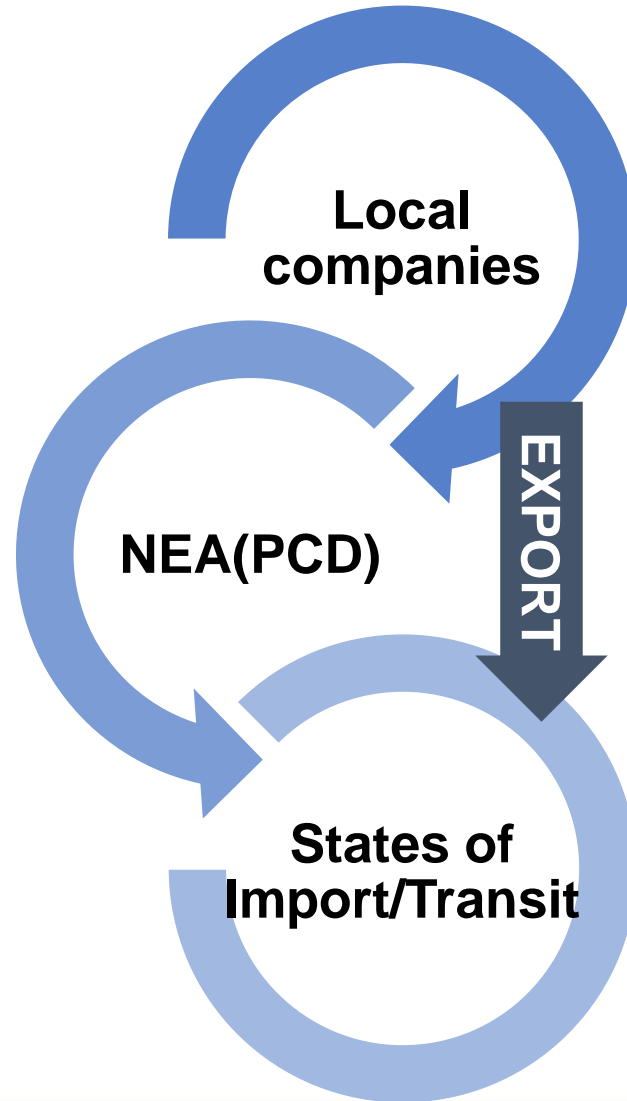 Local
companies
EXPORT
NEA(PCD)
States of
Import/Transit